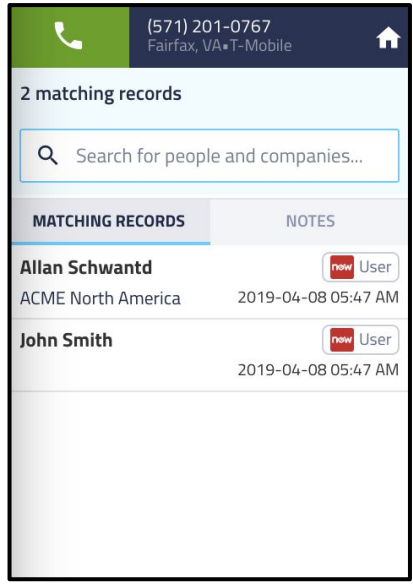 (571) 201-0767
Fairfax, VA▪T-Mobile
2 matching records
Search for people and companies...
MATCHING RECORDS NOTES
Allan Schwantd now User
ACME North America 2019-04-08 05:47 AM
John Smith now User
2019-04-08 05:47 AM